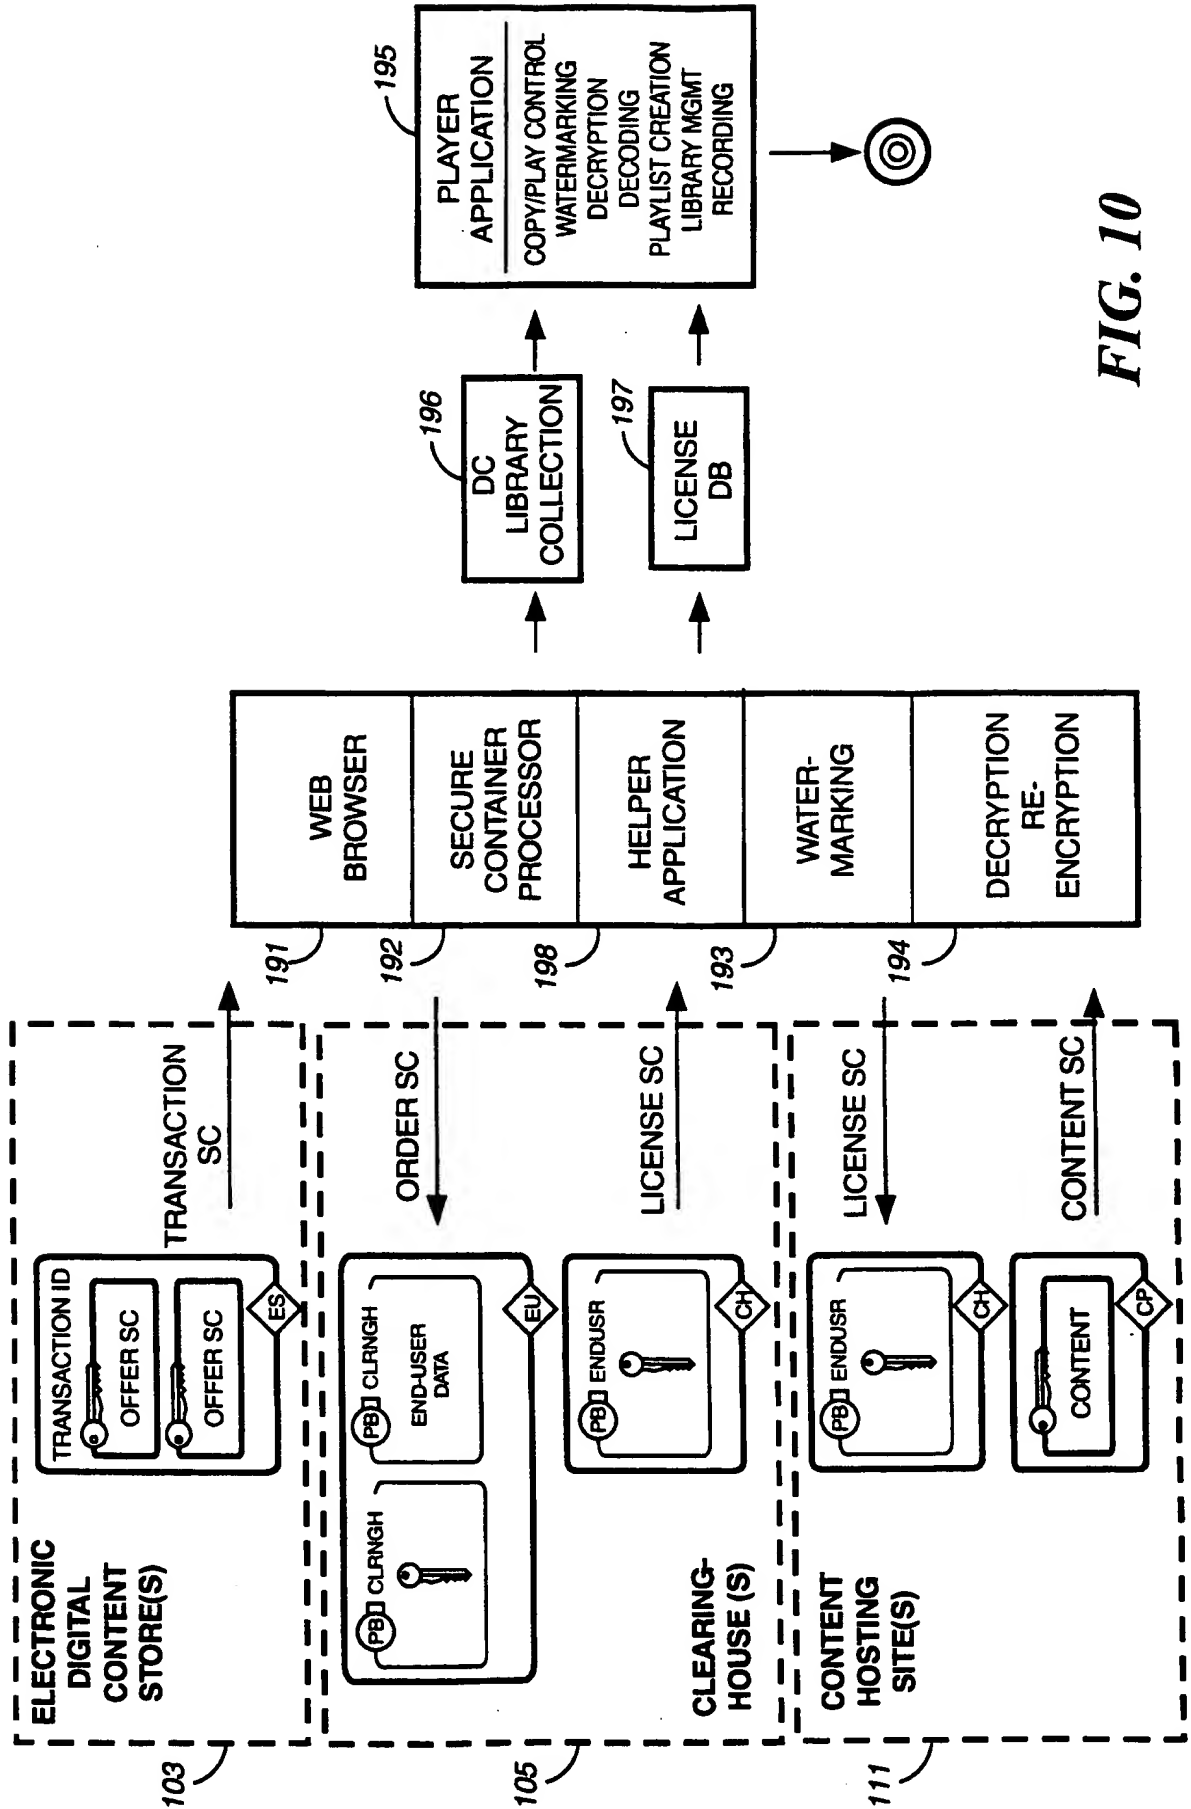 ELECTRONIC
DIGITAL
CONTENT
STORE(S)
103
TRANSACTION ID
OFFER SC
OFFER SC
ES
TRANSACTION
SC
PB CLRNGH
PB CLRNGH
END-USER
DATA
EU
ORDER SC
PB ENDUSR
CH
LICENSE SC
CLEARING-
HOUSE (S)
105
CONTENT
HOSTING
SITE(S)
111
PB ENDUSR
CH
LICENSE SC
CONTENT
CP
CONTENT SC
191
WEB
BROWSER
192
SECURE
CONTAINER
PROCESSOR
198
HELPER
APPLICATION
193
WATER-
MARKING
194
DECRYPTION
RE-
ENCRYPTION
196
DC
LIBRARY
COLLECTION
197
LICENSE
DB
195
PLAYER
APPLICATION
COPY/PLAY CONTROL
WATERMARKING
DECRYPTION
DECODING
PLAYLIST CREATION
LIBRARY MGMT
RECORDING
FIG. 10